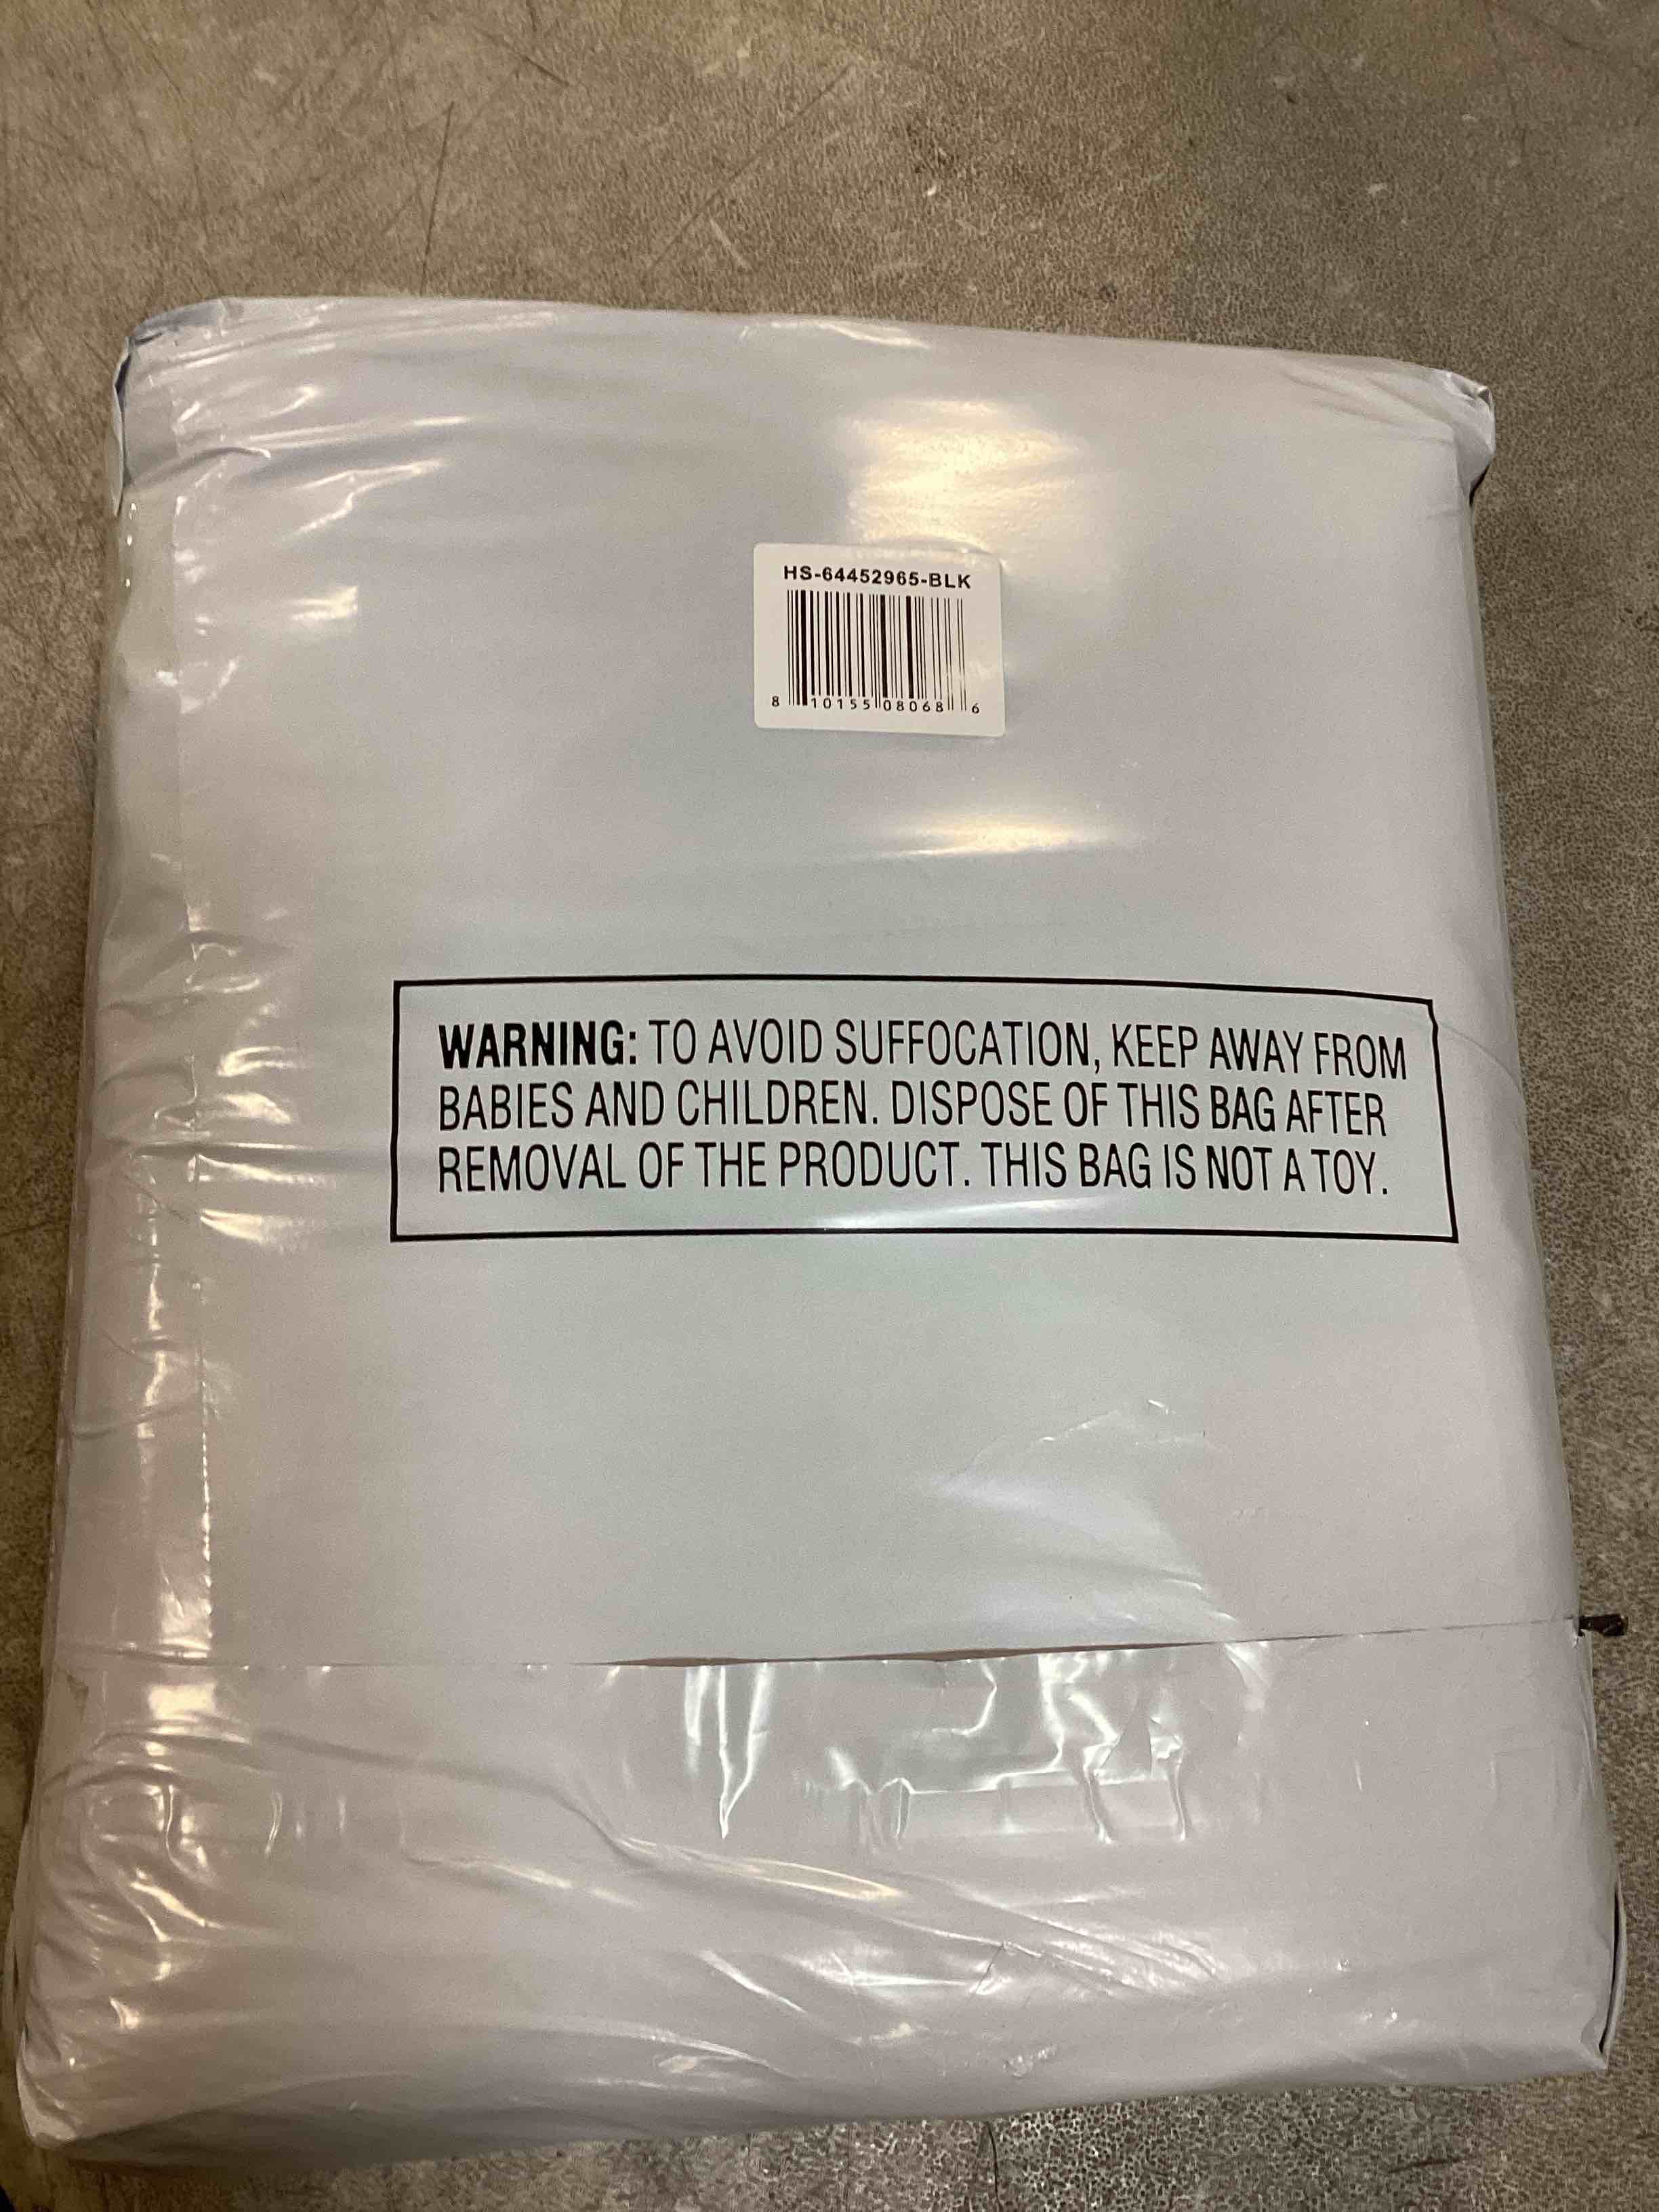 HS-64452965-BLK
8 10155 08068 6
WARNING: TO AVOID SUFFOCATION, KEEP AWAY FROM
BABIES AND CHILDREN. DISPOSE OF THIS BAG AFTER
REMOVAL OF THE PRODUCT. THIS BAG IS NOT A TOY.